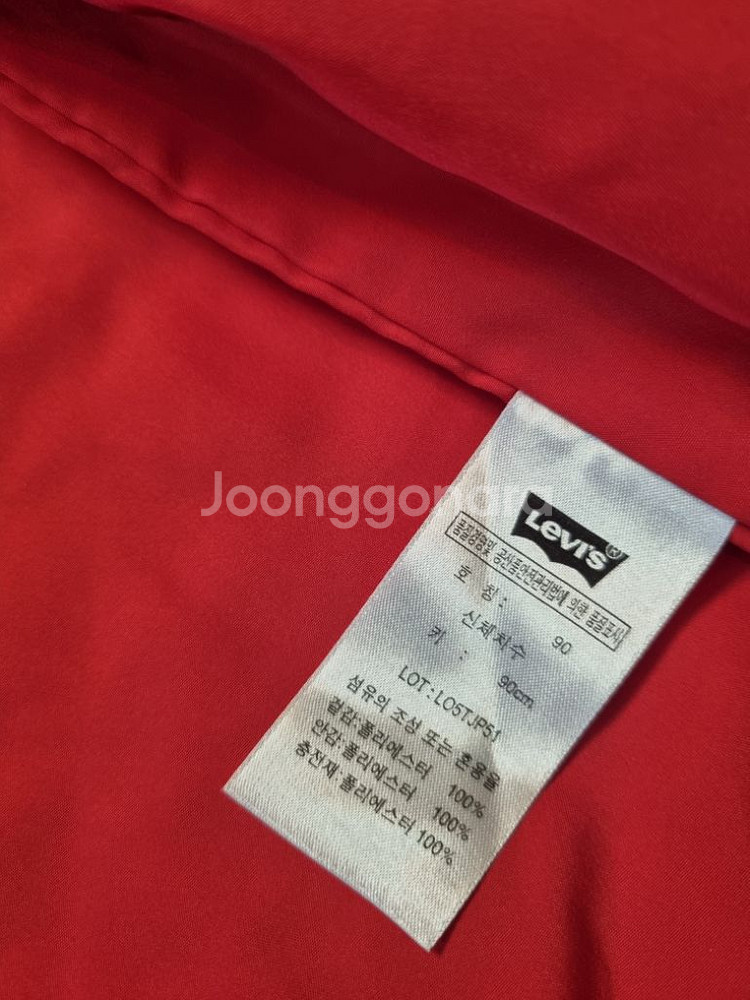 Joonggonara
Levi's®
품질경영및 공산품안전관리법에 의한 품질표시
호 칭 : 90
신체치수
키 : 90cm
LOT : LO5TJP51
섬유의 조성 또는 혼용율
겉감:폴리에스터 100%
안감:폴리에스터 100%
충전재:폴리에스터 100%